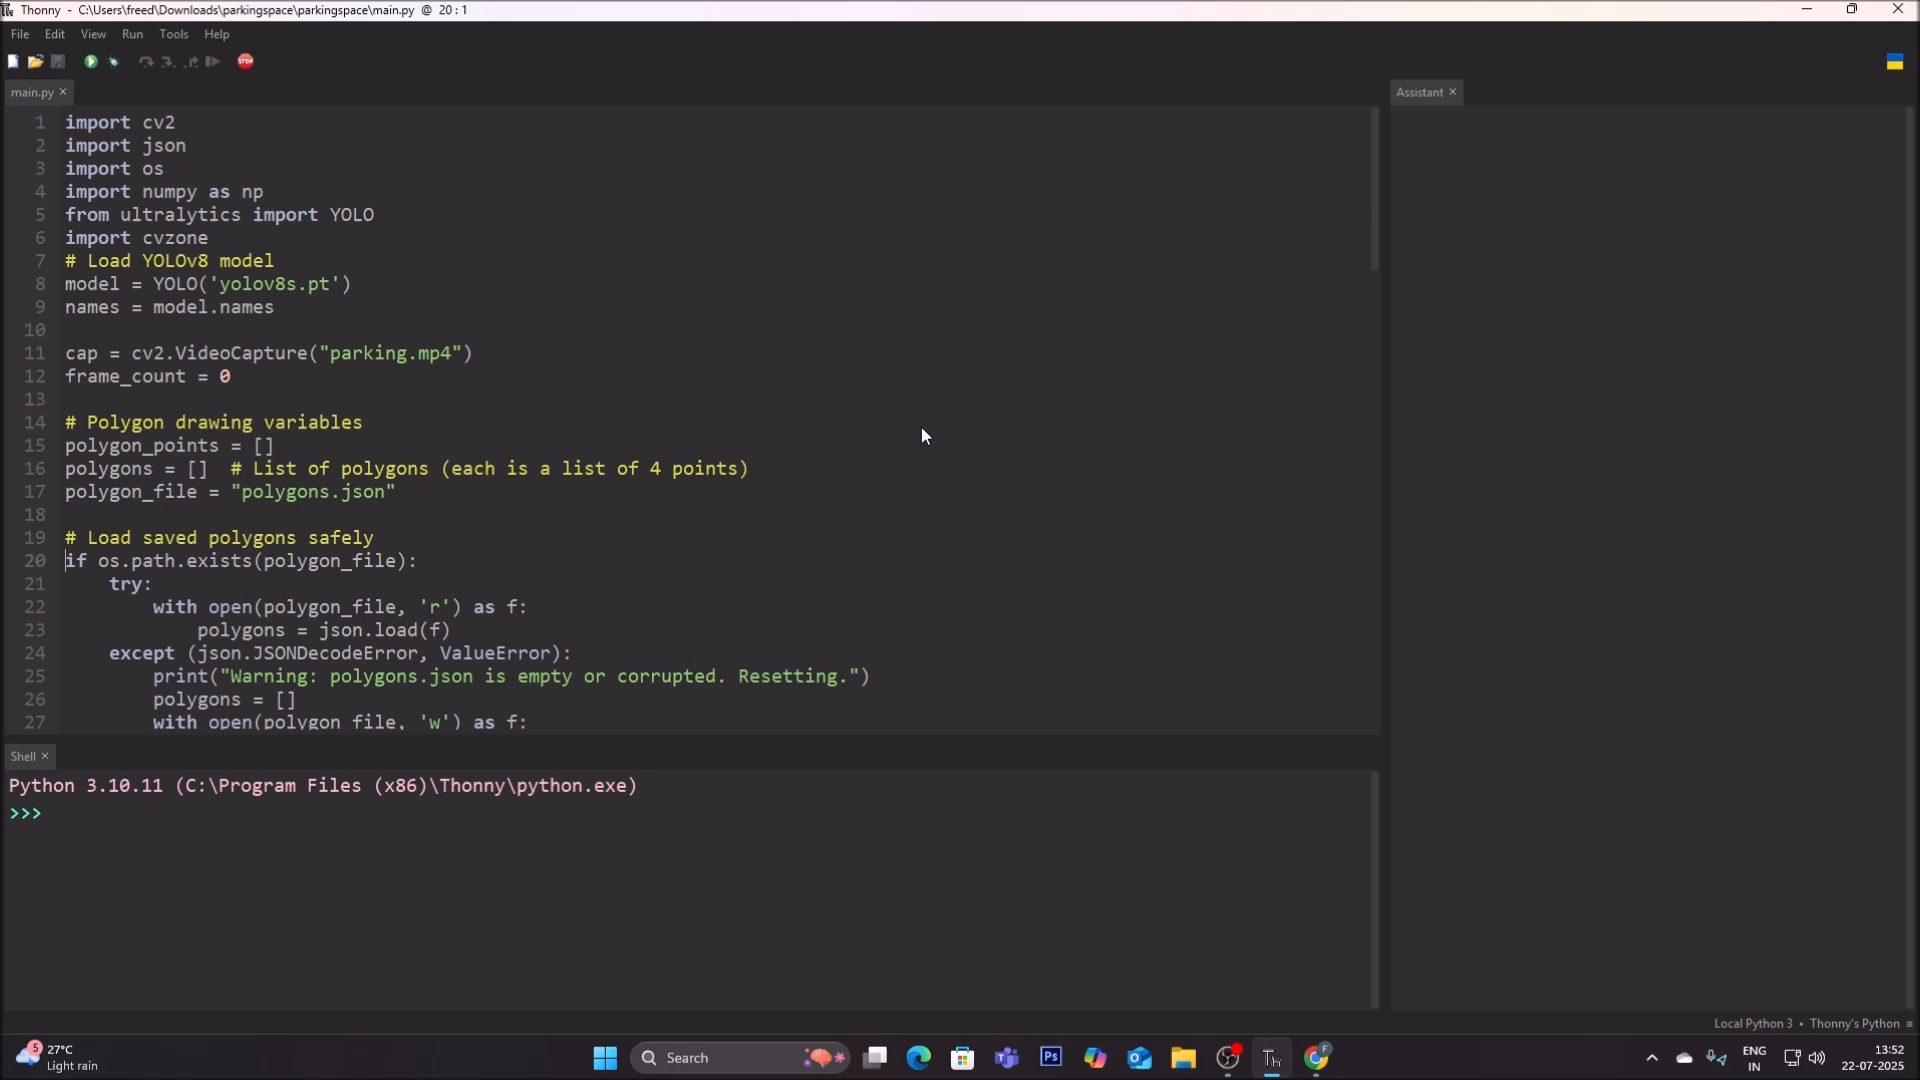 Thonny - C:\Users\freed\Downloads\parkingspace\parkingspace\main.py @ 20 : 1
File Edit View Run Tools Help
STOP
main.py ×
Assistant ×
1 import cv2
2 import json
3 import os
4 import numpy as np
5 from ultralytics import YOLO
6 import cvzone
7 # Load YOLOv8 model
8 model = YOLO('yolov8s.pt')
9 names = model.names
10
11 cap = cv2.VideoCapture("parking.mp4")
12 frame_count = 0
13
14 # Polygon drawing variables
15 polygon_points = []
16 polygons = [] # List of polygons (each is a list of 4 points)
17 polygon_file = "polygons.json"
18
19 # Load saved polygons safely
20 if os.path.exists(polygon_file):
21 try:
22 with open(polygon_file, 'r') as f:
23 polygons = json.load(f)
24 except (json.JSONDecodeError, ValueError):
25 print("Warning: polygons.json is empty or corrupted. Resetting.")
26 polygons = []
27 with open(polygon_file, 'w') as f:
Shell ×
Python 3.10.11 (C:\Program Files (x86)\Thonny\python.exe)
>>>
Local Python 3 • Thonny's Python ≡
5 27°C
Light rain
Search
Ps
Th
F
ENG
IN
13:52
22-07-2025